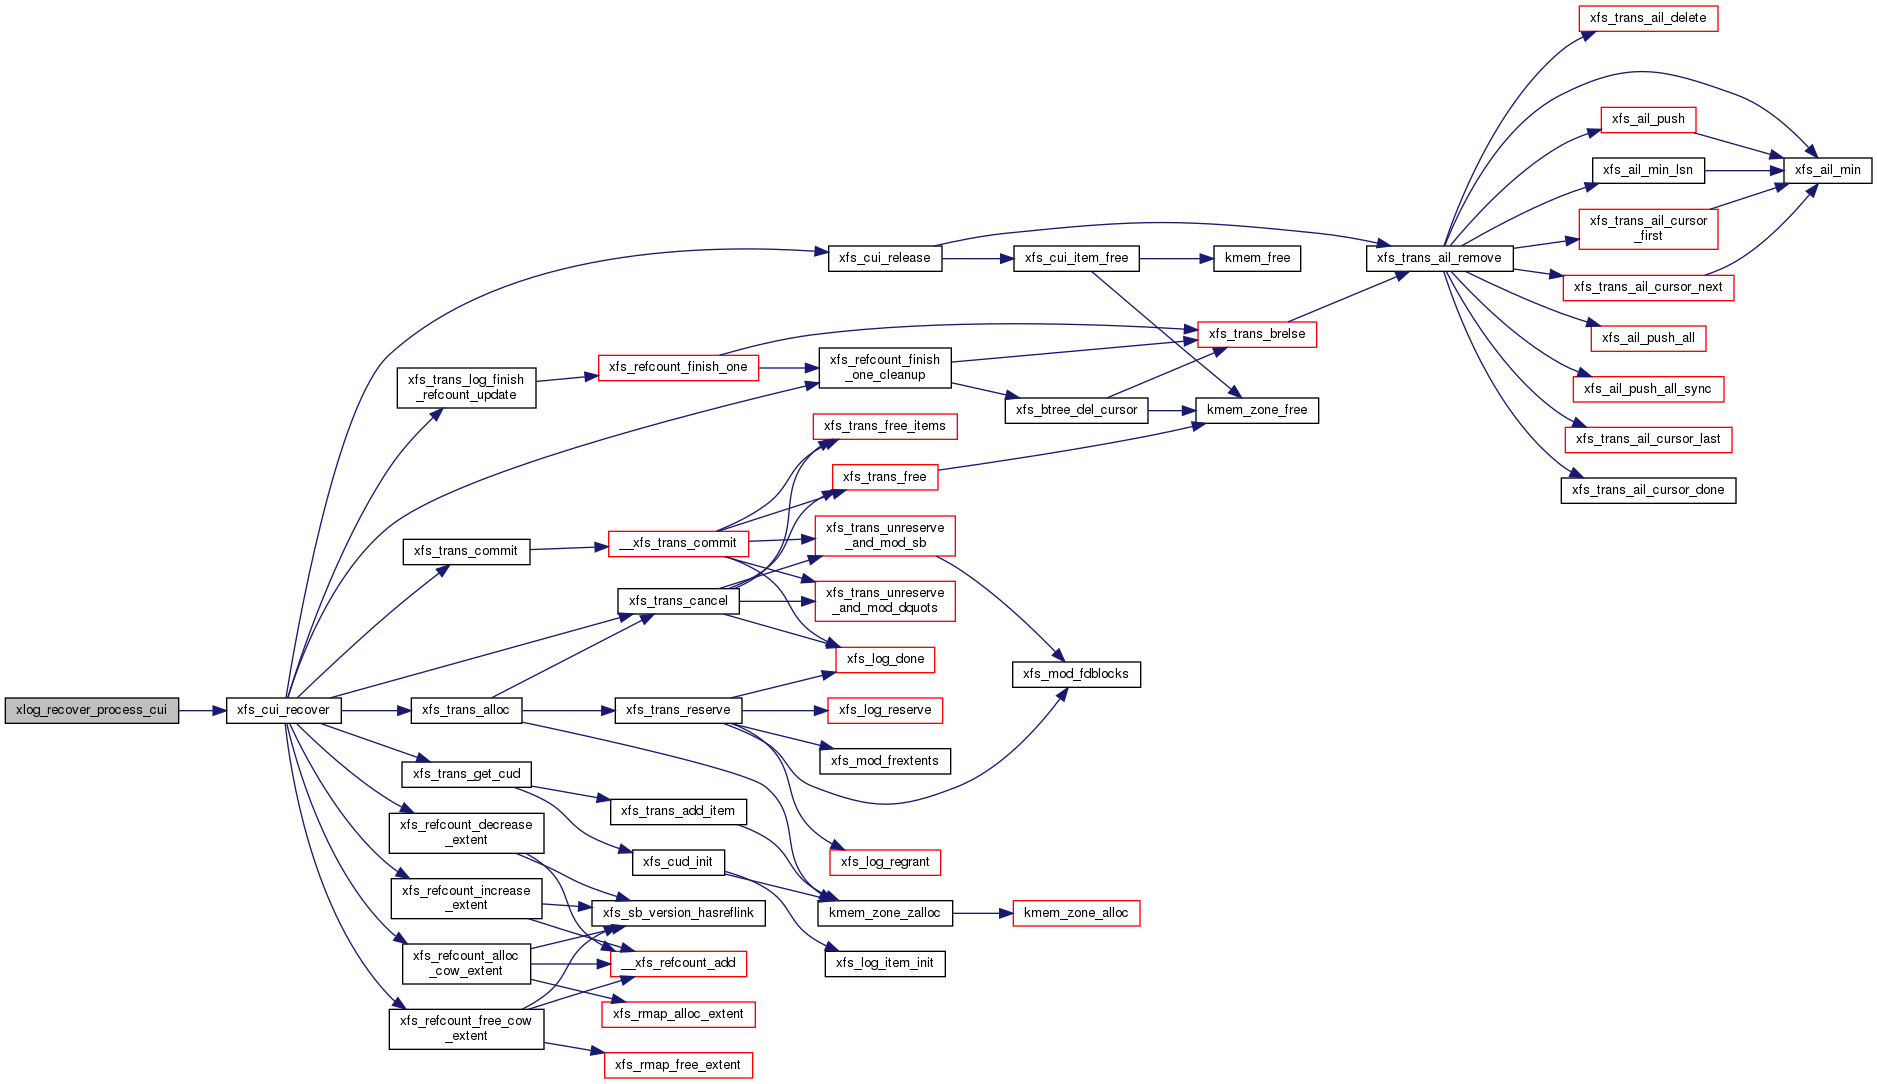 xlog_recover_process_cui
xfs_cui_recover
xfs_trans_log_finish
_refcount_update
xfs_trans_commit
xfs_trans_alloc
xfs_trans_get_cud
xfs_refcount_decrease
_extent
xfs_refcount_increase
_extent
xfs_refcount_alloc
_cow_extent
xfs_refcount_free_cow
_extent
xfs_refcount_finish_one
__xfs_trans_commit
xfs_trans_cancel
xfs_trans_reserve
xfs_trans_add_item
xfs_cud_init
xfs_sb_version_hasreflink
__xfs_refcount_add
xfs_rmap_alloc_extent
xfs_rmap_free_extent
xfs_cui_release
xfs_refcount_finish
_one_cleanup
xfs_trans_free_items
xfs_trans_free
xfs_trans_unreserve
_and_mod_sb
xfs_trans_unreserve
_and_mod_dquots
xfs_log_done
xfs_log_reserve
xfs_mod_frextents
xfs_log_regrant
kmem_zone_zalloc
xfs_log_item_init
xfs_cui_item_free
xfs_btree_del_cursor
xfs_mod_fdblocks
kmem_zone_alloc
kmem_free
xfs_trans_brelse
kmem_zone_free
xfs_trans_ail_remove
xfs_trans_ail_delete
xfs_ail_push
xfs_ail_min_lsn
xfs_trans_ail_cursor
_first
xfs_trans_ail_cursor_next
xfs_ail_push_all
xfs_ail_push_all_sync
xfs_trans_ail_cursor_last
xfs_trans_ail_cursor_done
xfs_ail_min